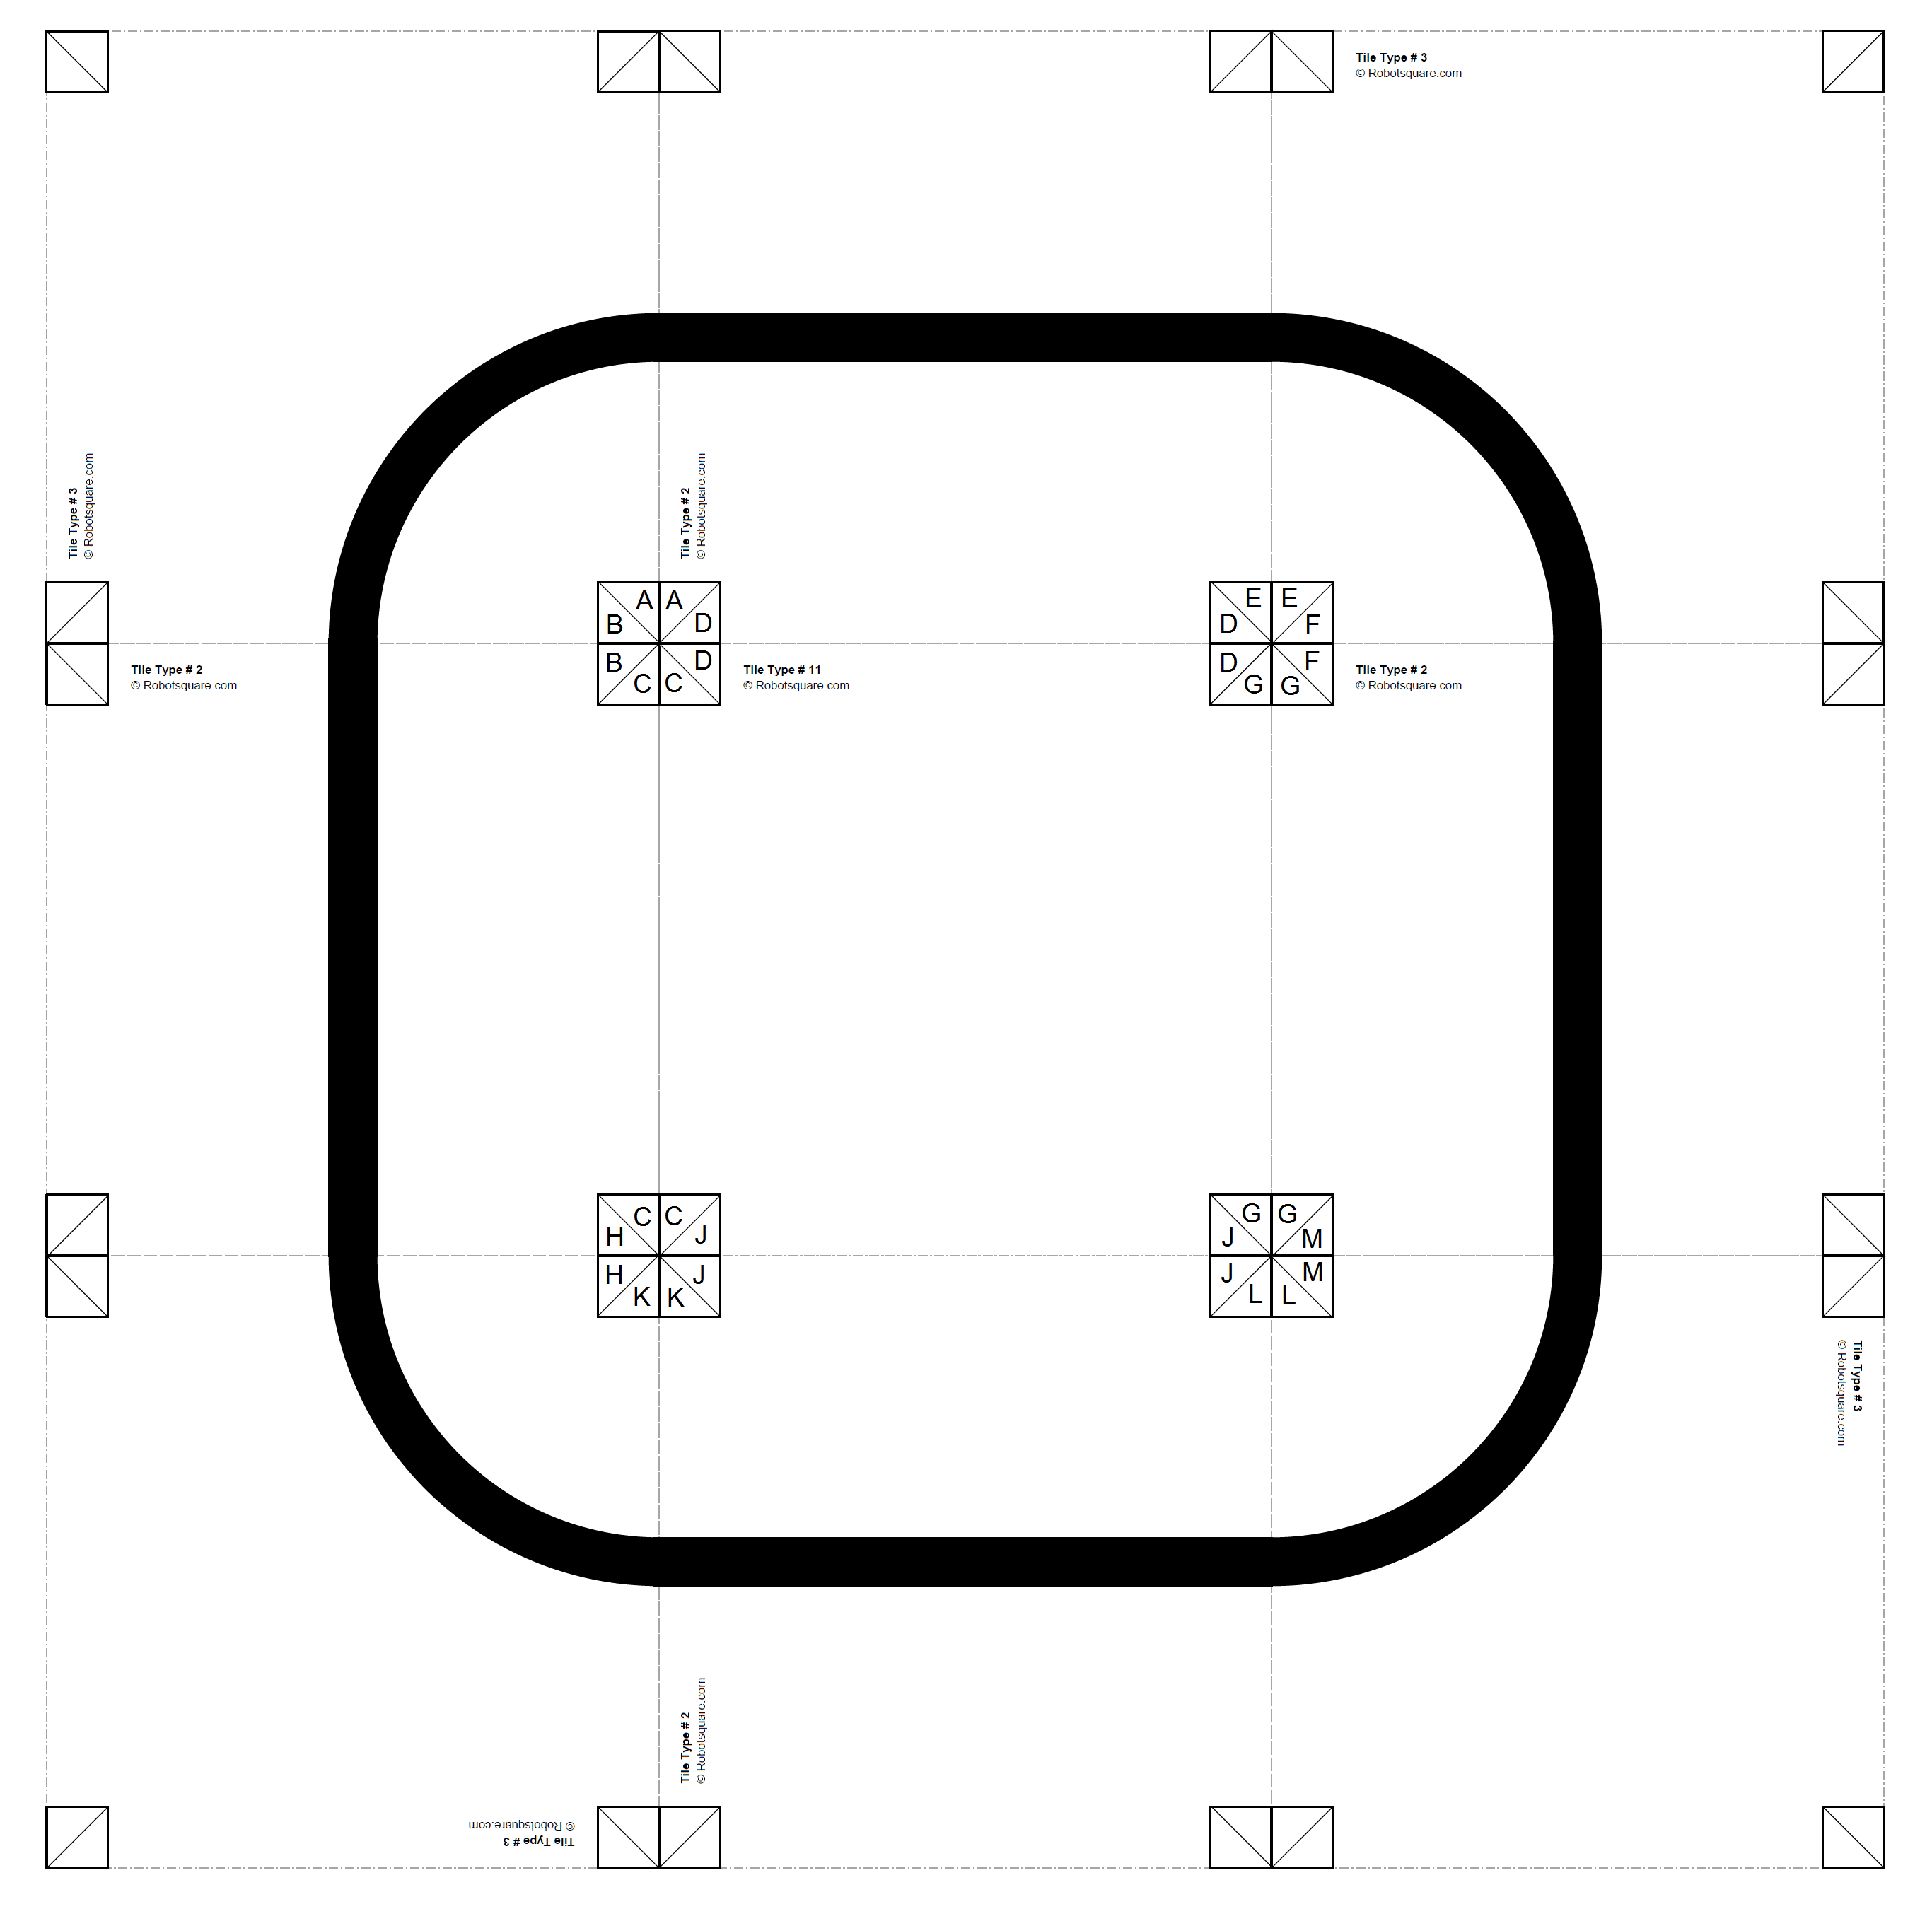 Tile Type # 3
© Robotsquare.com
Tile Type # 3
© Robotsquare.com
Tile Type # 2
© Robotsquare.com
A A
B D
E E
D F
B D
C C
D F
G G
Tile Type # 2
© Robotsquare.com
Tile Type # 11
© Robotsquare.com
Tile Type # 2
© Robotsquare.com
C C
H J
G G
J M
H J
K K
J M
L L
Tile Type # 3
© Robotsquare.com
Tile Type # 2
© Robotsquare.com
Tile Type # 3
© Robotsquare.com